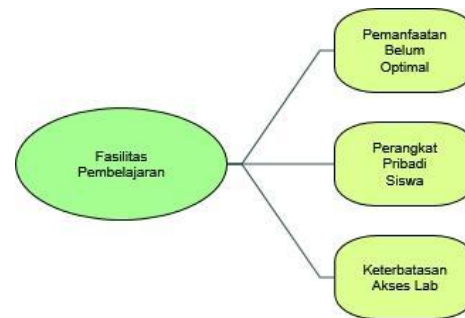 Fasilitas
Pembelajaran
Pemanfaatan
Belum
Optimal
Perangkat
Pribadi
Siswa
Keterbatasan
Akses Lab